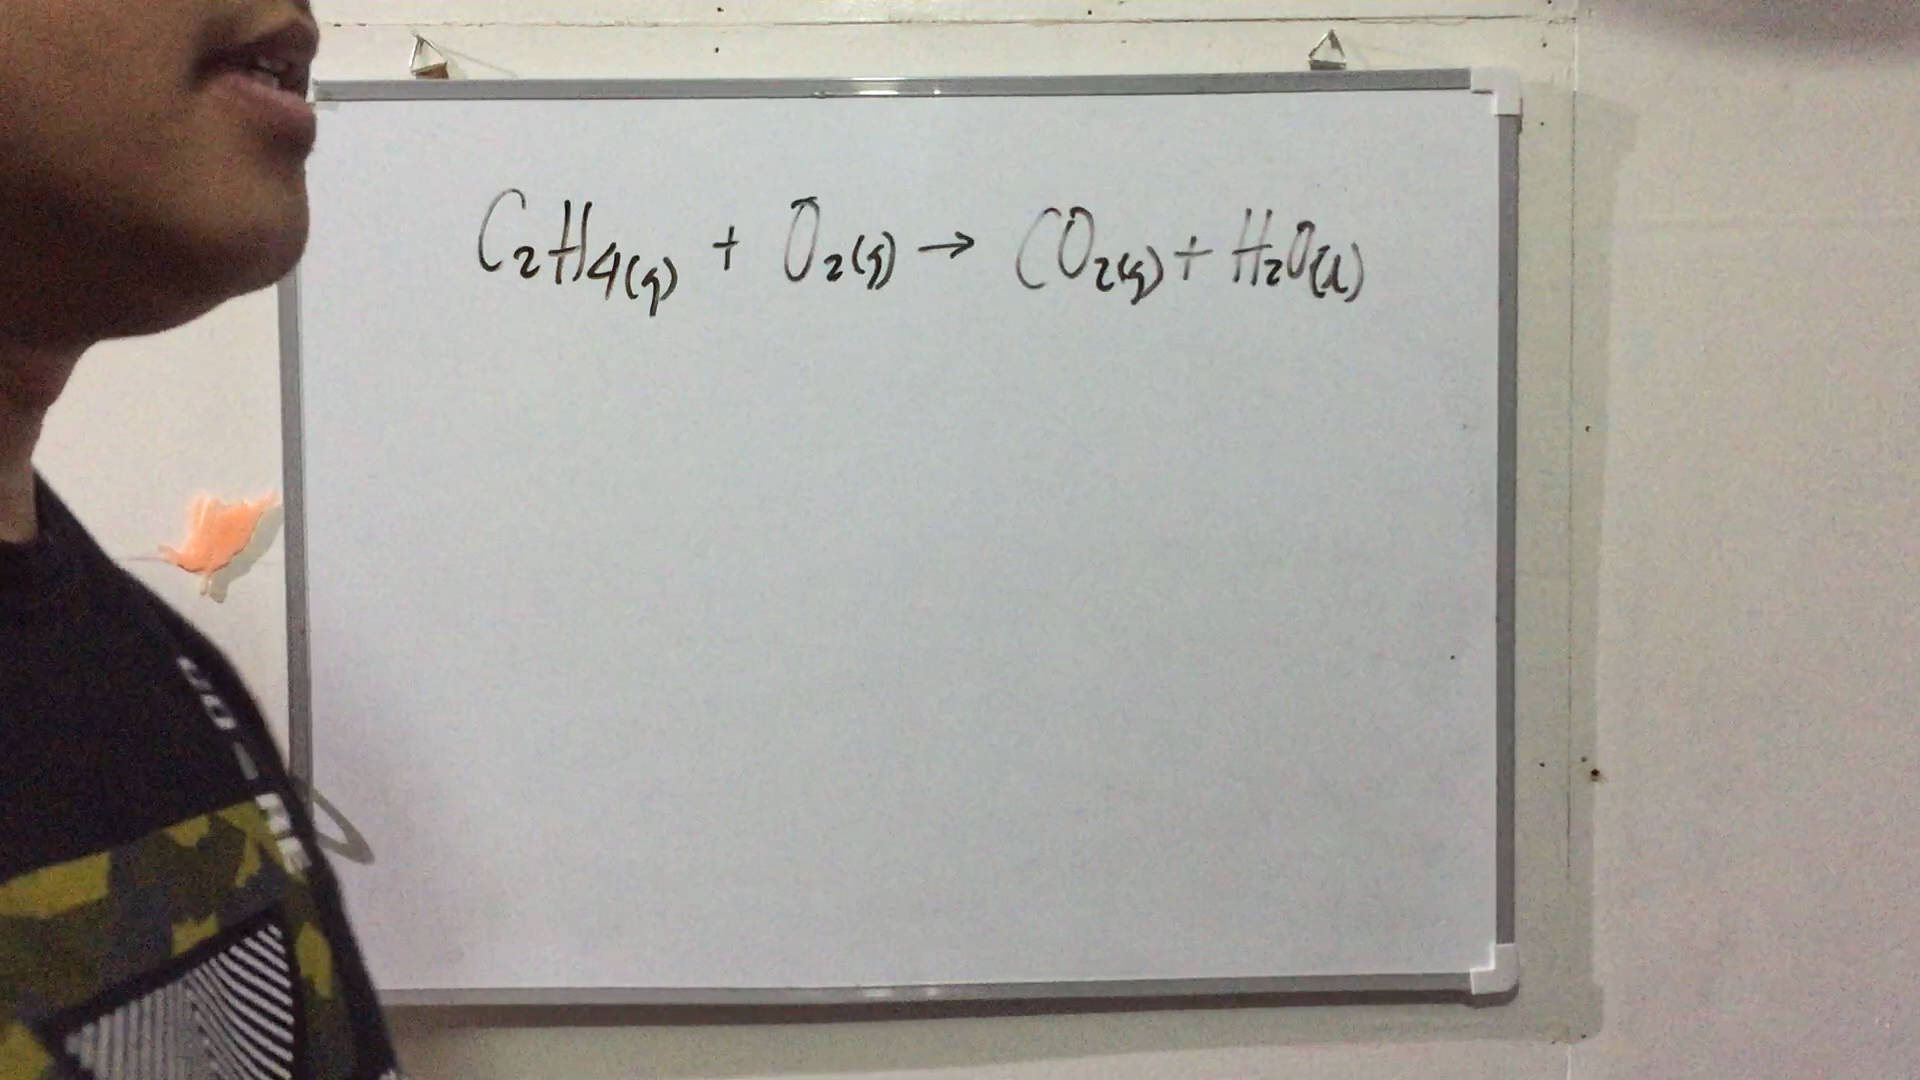 C₂H₄(g) + O₂(g) → CO₂(g) + H₂O(l)